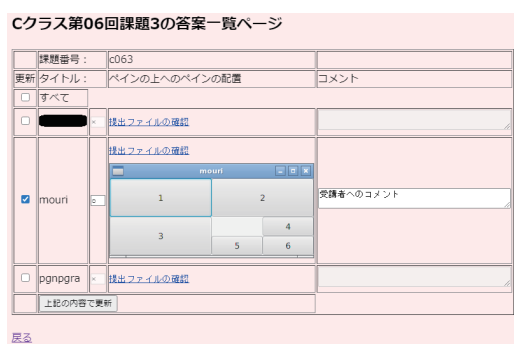 Cクラス第06回課題3の答案一覧ページ
課題番号： c063
更新 タイトル： ペインの上へのペインの配置 コメント
すべて
× 提出ファイルの確認
提出ファイルの確認
mouri
1 2
3 4
5 6
mouri o 受講者へのコメント
pgnpgra × 提出ファイルの確認
上記の内容で更新
戻る